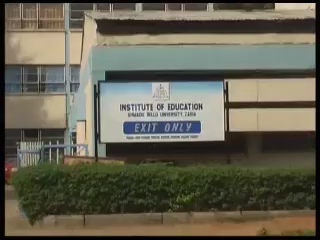 INSTITUTE OF EDUCATION
AHMADU BELLO UNIVERSITY, ZARIA
EXIT ONLY